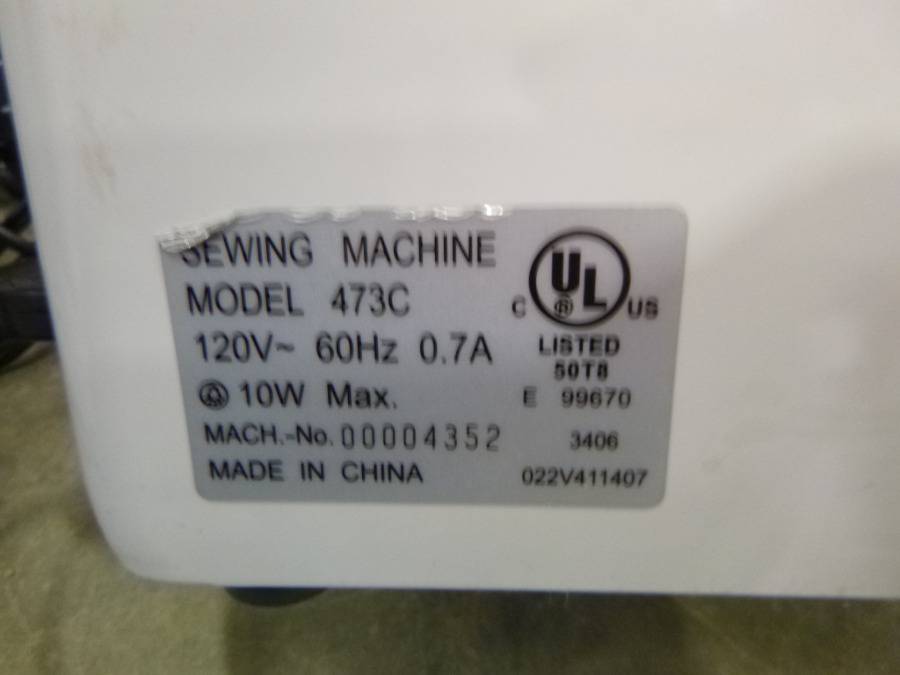 SEWING MACHINE
MODEL 473C
120V~ 60Hz 0.7A
10W Max.
MACH.-No. 00004352
MADE IN CHINA
UL ®
C US
LISTED
50T8
E 99670
3406
022V411407